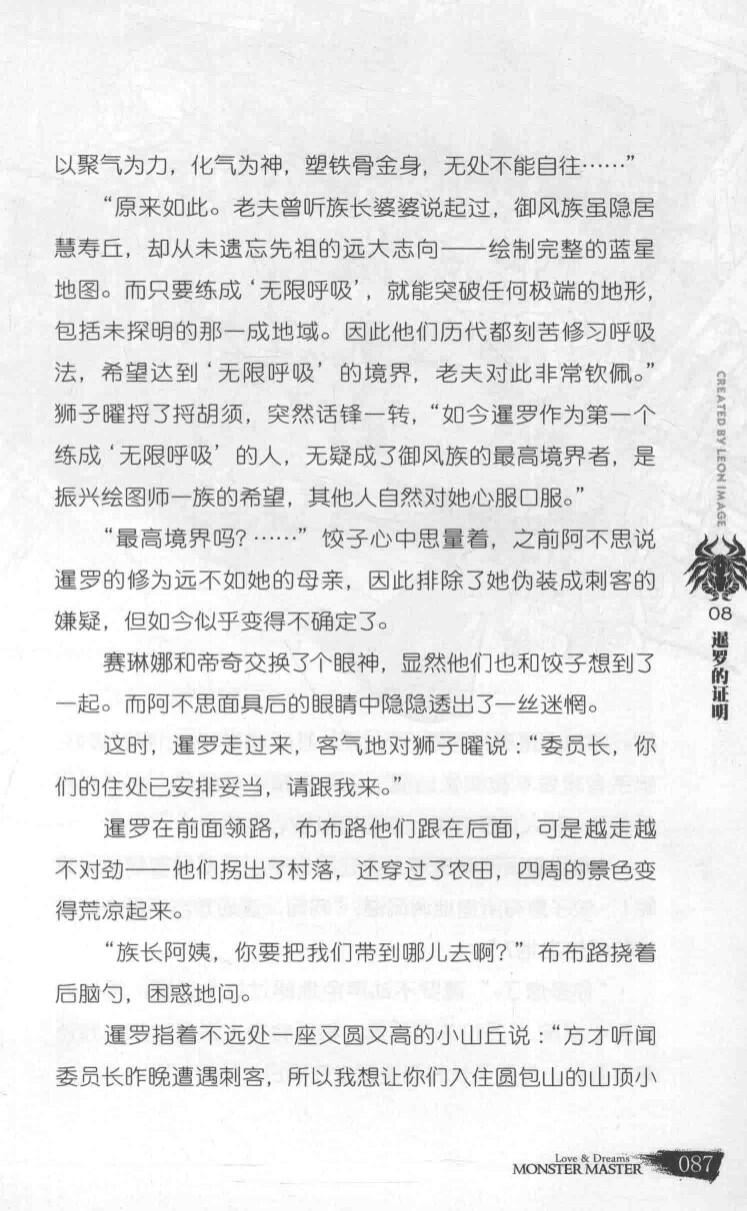 以聚气为力，化气为神，塑铁骨金身，无处不能自往……”
“原来如此。老夫曾听族长婆婆说起过，御风族虽隐居
慧寿丘，却从未遗忘先祖的远大志向——绘制完整的蓝星
地图。而只要练成‘无限呼吸’，就能突破任何极端的地形，
包括未探明的那一成地域。因此他们历代都刻苦修习呼吸
法，希望达到‘无限呼吸’的境界，老夫对此非常钦佩。”
狮子曜捋了捋胡须，突然话锋一转，“如今暹罗作为第一个
练成‘无限呼吸’的人，无疑成了御风族的最高境界者，是
振兴绘图师一族的希望，其他人自然对她心服口服。”
“最高境界吗？……”饺子心中思量着，之前阿不思说
暹罗的修为远不如她的母亲，因此排除了她伪装成刺客的
嫌疑，但如今似乎变得不确定了。
赛琳娜和帝奇交换了个眼神，显然他们也和饺子想到了
一起。而阿不思面具后的眼睛中隐隐透出了一丝迷惘。
这时，暹罗走过来，客气地对狮子曜说：“委员长，你
们的住处已安排妥当，请跟我来。”
暹罗在前面领路，布布路他们跟在后面，可是越走越
不对劲——他们拐出了村落，还穿过了农田，四周的景色变
得荒凉起来。
“族长阿姨，你要把我们带到哪儿去啊？”布布路挠着
后脑勺，困惑地问。
暹罗指着不远处一座又圆又高的小山丘说：“方才听闻
委员长昨晚遭遇刺客，所以我想让你们入住圆包山的山顶小
CREATED BY LEON IMAGE
08
暹罗的证明
Love & Dreams
MONSTER MASTER
087